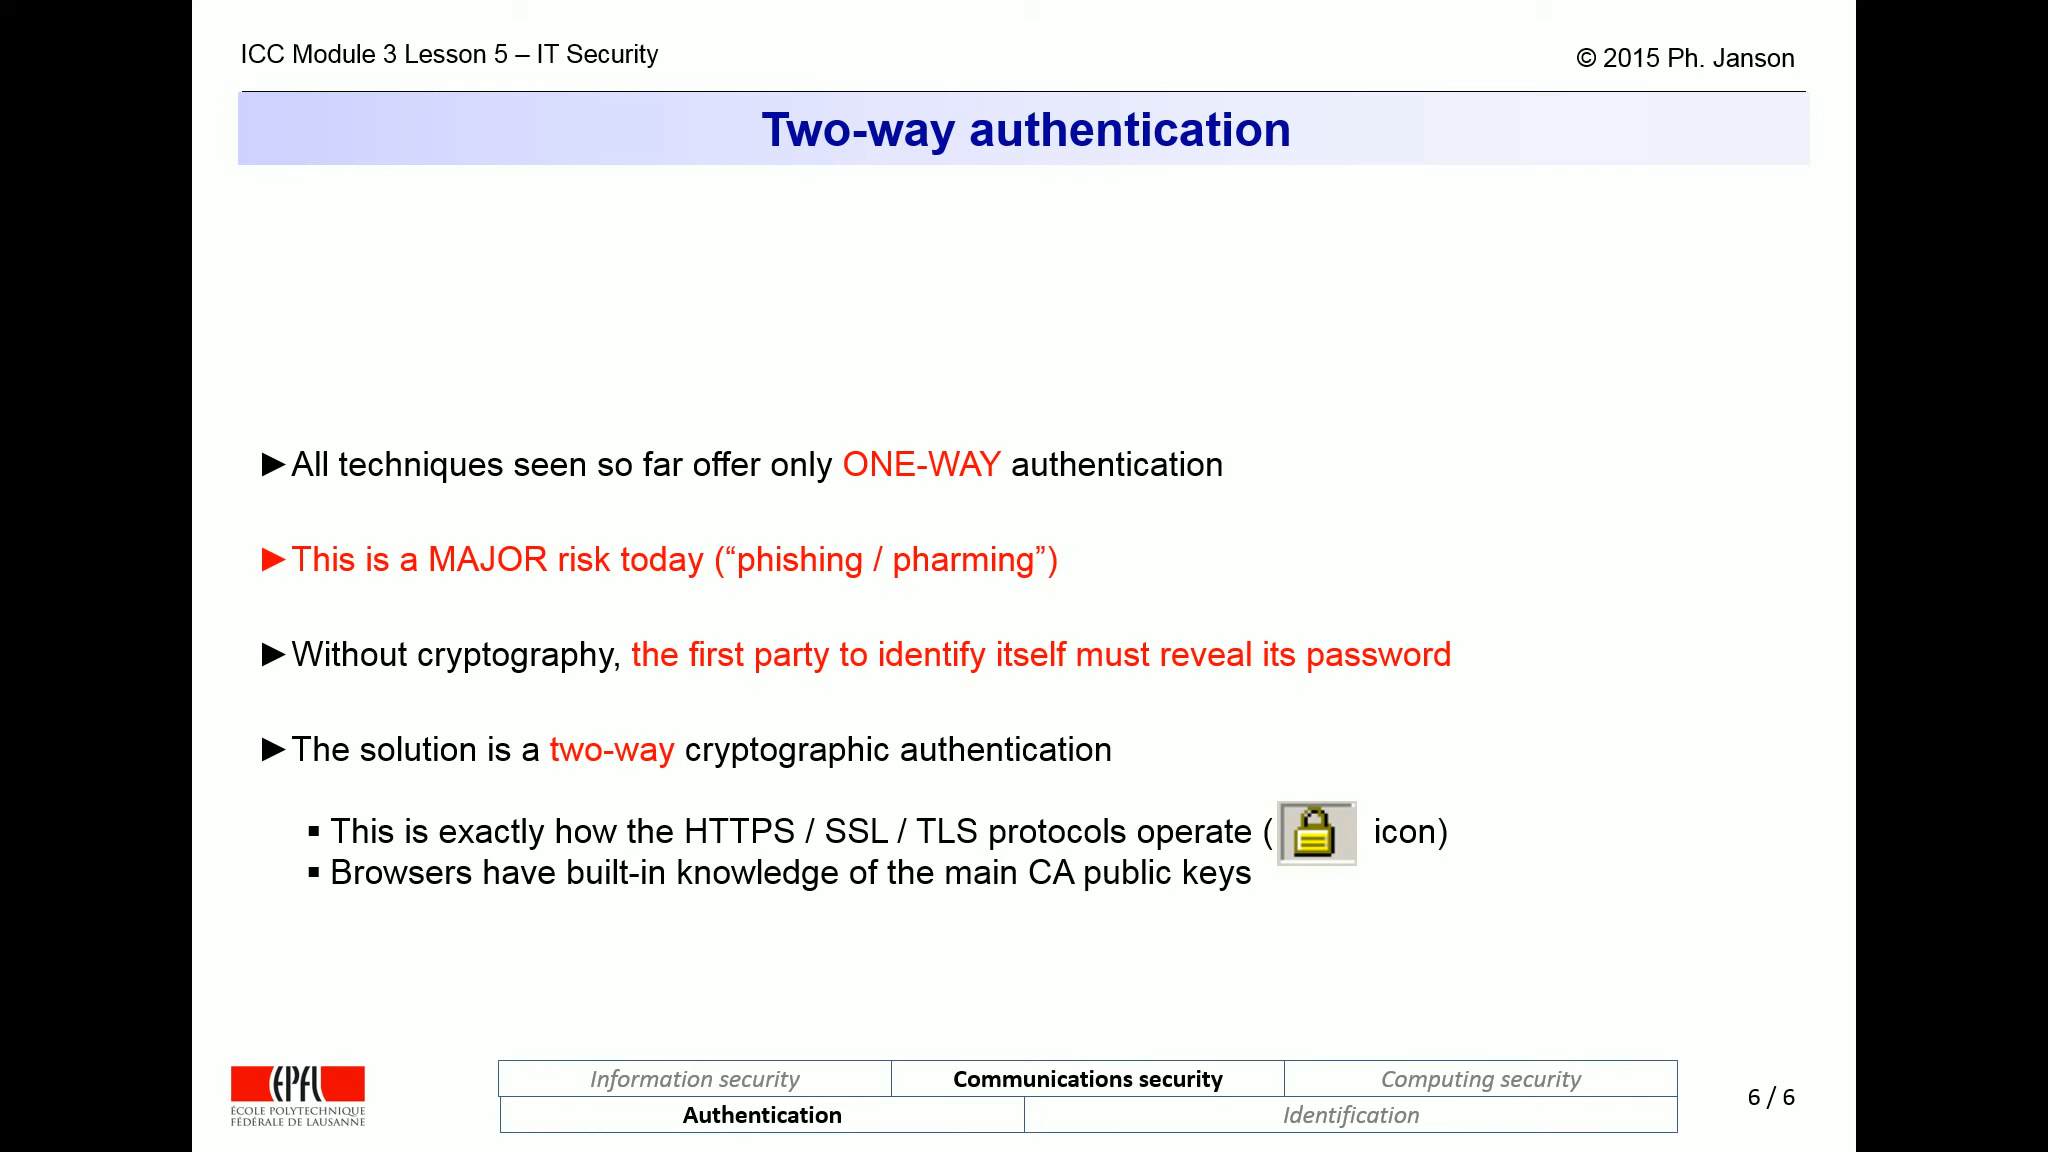 ICC Module 3 Lesson 5 – IT Security
© 2015 Ph. Janson
Two-way authentication
►All techniques seen so far offer only ONE-WAY authentication
►This is a MAJOR risk today (“phishing / pharming”)
►Without cryptography, the first party to identify itself must reveal its password
►The solution is a two-way cryptographic authentication
▪ This is exactly how the HTTPS / SSL / TLS protocols operate ( icon)
▪ Browsers have built-in knowledge of the main CA public keys
EPFL
ÉCOLE POLYTECHNIQUE
FÉDÉRALE DE LAUSANNE
Information security Communications security Computing security
Authentication Identification
6 / 6